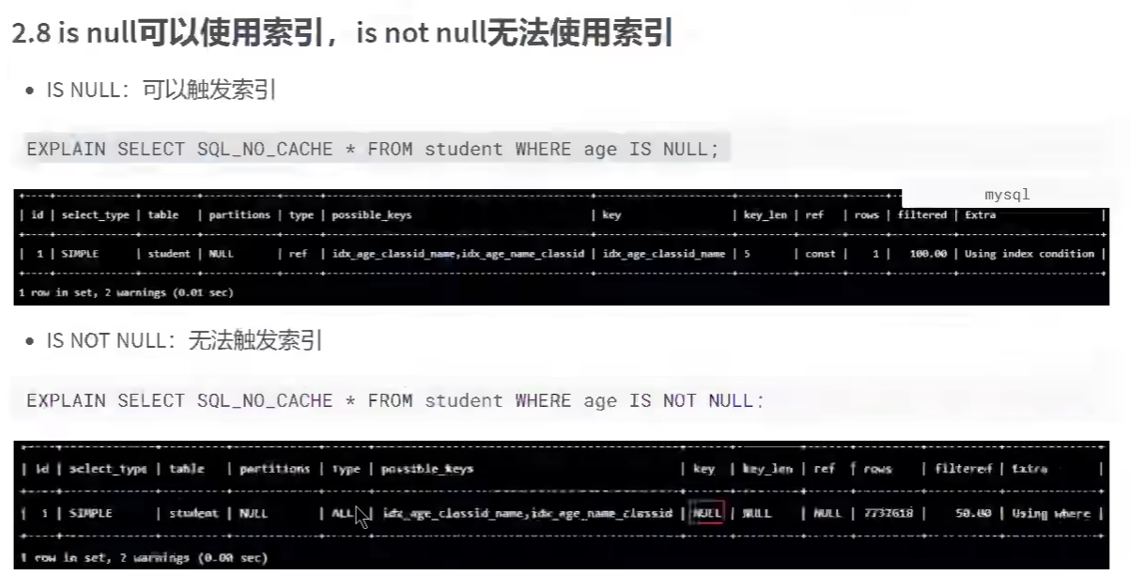 2.8 is null可以使用索引，is not null无法使用索引
• IS NULL：可以触发索引
EXPLAIN SELECT SQL_NO_CACHE * FROM student WHERE age IS NULL;
mysql
| id | select_type | table | partitions | type | possible_keys | key | key_len | ref | rows | filtered | Extra |
| 1 | SIMPLE | student | NULL | ref | idx_age_classid_name,idx_age_name_classid | idx_age_classid_name | 5 | const | 1 | 100.00 | Using index condition |
1 row in set, 2 warnings (0.01 sec)
• IS NOT NULL：无法触发索引
EXPLAIN SELECT SQL_NO_CACHE * FROM student WHERE age IS NOT NULL;
| id | select_type | table | partitions | Type | possible_keys | key | key_len | ref | rows | filtered | Extra |
| 1 | SIMPLE | student | NULL | ALL | idx_age_classid_name,idx_age_name_classid | NULL | NULL | NULL | | 50.00 | Using where |
1 row in set, 2 warnings (0.00 sec)